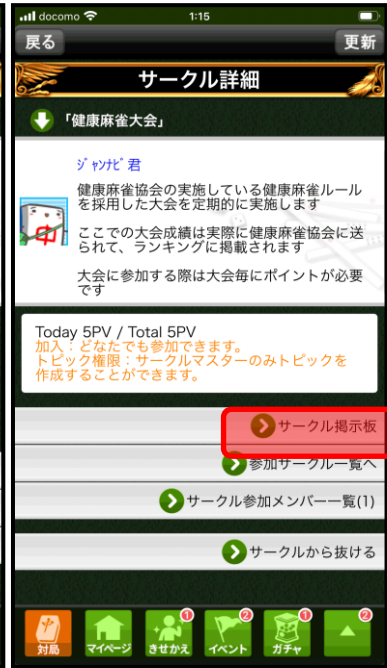 docomo 1:15
戻る サークル詳細 更新
「健康麻雀大会」
ジャンナビ君
健康麻雀協会の実施している健康麻雀ルール
を採用した大会を定期的に実施します
ここでの大会成績は実際に健康麻雀協会に送
られて、ランキングに掲載されます
大会に参加する際は大会毎にポイントが必要
です
中
Today 5PV / Total 5PV
加入：どなたでも参加できます。
トピック権限：サークルマスターのみトピックを
作成することができます。
サークル掲示板
参加サークル一覧へ
サークル参加メンバー一覧(1)
サークルから抜ける
1 2 1 2
対局 マイページ きせかえ イベント ガチャ